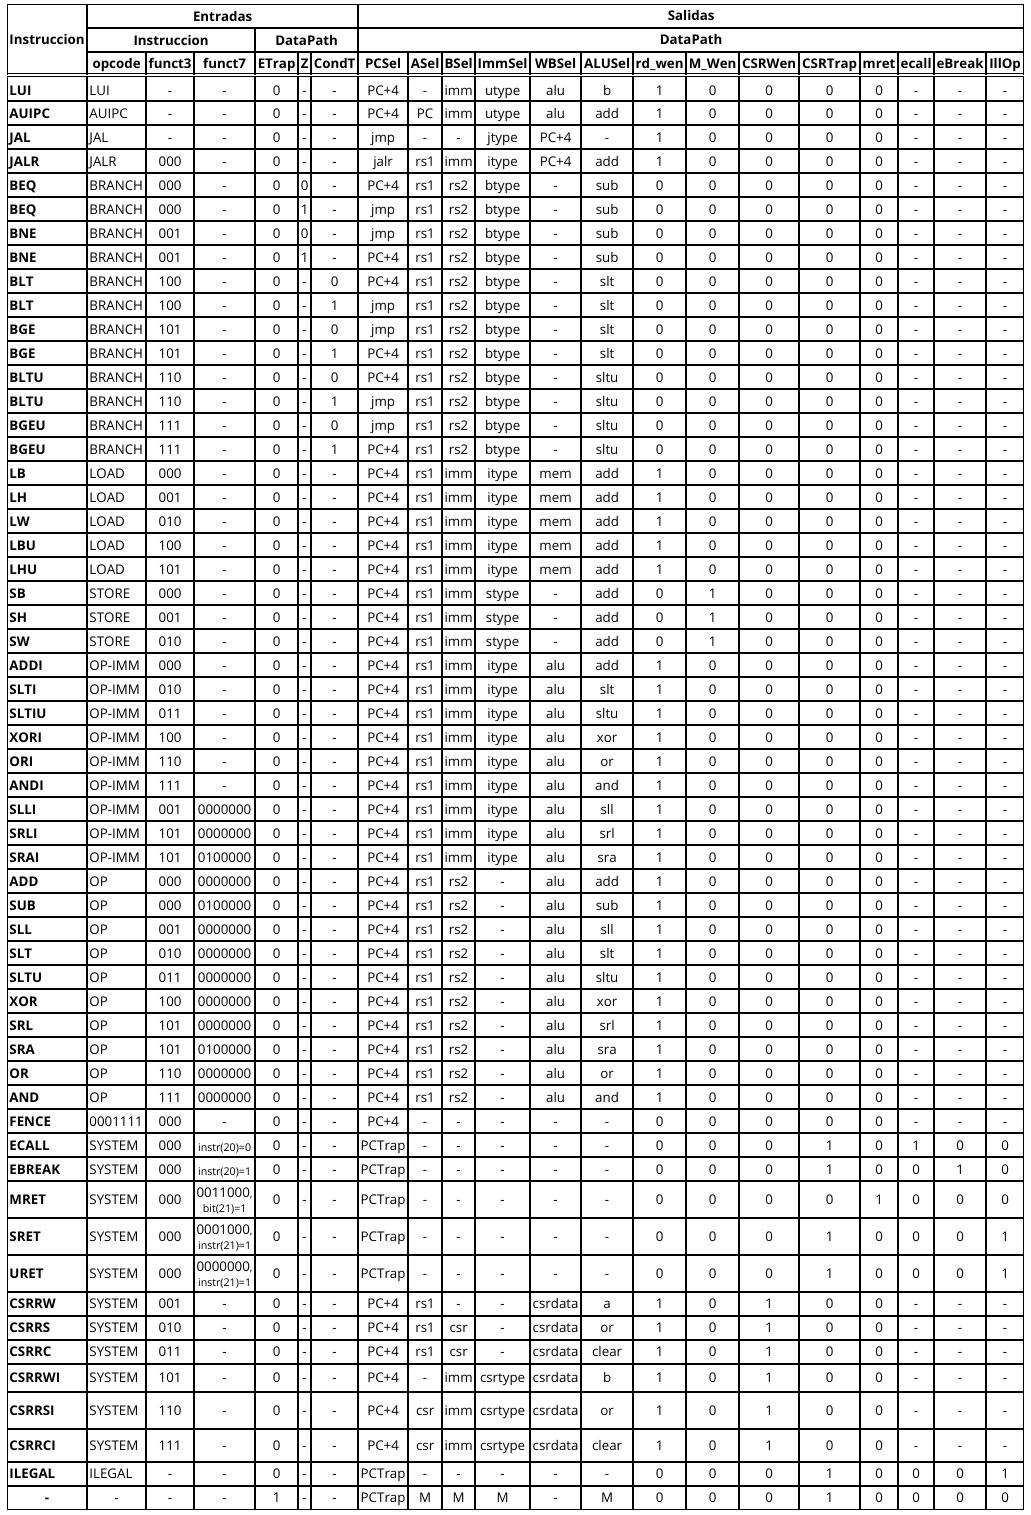 Instruccion Entradas Salidas
Instruccion DataPath DataPath
opcode funct3 funct7 ETrap Z CondT PCSel ASel BSel ImmSel WBSel ALUSel rd_wen M_Wen CSRWen CSRTrap mret ecall eBreak IllOp
LUI LUI - - 0 - - PC+4 - imm utype alu b 1 0 0 0 0 - - -
AUIPC AUIPC - - 0 - - PC+4 PC imm utype alu add 1 0 0 0 0 - - -
JAL JAL - - 0 - - jmp - - jtype PC+4 - 1 0 0 0 0 - - -
JALR JALR 000 - 0 - - jalr rs1 imm itype PC+4 add 1 0 0 0 0 - - -
BEQ BRANCH 000 - 0 0 - PC+4 rs1 rs2 btype - sub 0 0 0 0 0 - - -
BEQ BRANCH 000 - 0 1 - jmp rs1 rs2 btype - sub 0 0 0 0 0 - - -
BNE BRANCH 001 - 0 0 - jmp rs1 rs2 btype - sub 0 0 0 0 0 - - -
BNE BRANCH 001 - 0 1 - PC+4 rs1 rs2 btype - sub 0 0 0 0 0 - - -
BLT BRANCH 100 - 0 - 0 PC+4 rs1 rs2 btype - slt 0 0 0 0 0 - - -
BLT BRANCH 100 - 0 - 1 jmp rs1 rs2 btype - slt 0 0 0 0 0 - - -
BGE BRANCH 101 - 0 - 0 jmp rs1 rs2 btype - slt 0 0 0 0 0 - - -
BGE BRANCH 101 - 0 - 1 PC+4 rs1 rs2 btype - slt 0 0 0 0 0 - - -
BLTU BRANCH 110 - 0 - 0 PC+4 rs1 rs2 btype - sltu 0 0 0 0 0 - - -
BLTU BRANCH 110 - 0 - 1 jmp rs1 rs2 btype - sltu 0 0 0 0 0 - - -
BGEU BRANCH 111 - 0 - 0 jmp rs1 rs2 btype - sltu 0 0 0 0 0 - - -
BGEU BRANCH 111 - 0 - 1 PC+4 rs1 rs2 btype - sltu 0 0 0 0 0 - - -
LB LOAD 000 - 0 - - PC+4 rs1 imm itype mem add 1 0 0 0 0 - - -
LH LOAD 001 - 0 - - PC+4 rs1 imm itype mem add 1 0 0 0 0 - - -
LW LOAD 010 - 0 - - PC+4 rs1 imm itype mem add 1 0 0 0 0 - - -
LBU LOAD 100 - 0 - - PC+4 rs1 imm itype mem add 1 0 0 0 0 - - -
LHU LOAD 101 - 0 - - PC+4 rs1 imm itype mem add 1 0 0 0 0 - - -
SB STORE 000 - 0 - - PC+4 rs1 imm stype - add 0 1 0 0 0 - - -
SH STORE 001 - 0 - - PC+4 rs1 imm stype - add 0 1 0 0 0 - - -
SW STORE 010 - 0 - - PC+4 rs1 imm stype - add 0 1 0 0 0 - - -
ADDI OP-IMM 000 - 0 - - PC+4 rs1 imm itype alu add 1 0 0 0 0 - - -
SLTI OP-IMM 010 - 0 - - PC+4 rs1 imm itype alu slt 1 0 0 0 0 - - -
SLTIU OP-IMM 011 - 0 - - PC+4 rs1 imm itype alu sltu 1 0 0 0 0 - - -
XORI OP-IMM 100 - 0 - - PC+4 rs1 imm itype alu xor 1 0 0 0 0 - - -
ORI OP-IMM 110 - 0 - - PC+4 rs1 imm itype alu or 1 0 0 0 0 - - -
ANDI OP-IMM 111 - 0 - - PC+4 rs1 imm itype alu and 1 0 0 0 0 - - -
SLLI OP-IMM 001 0000000 0 - - PC+4 rs1 imm itype alu sll 1 0 0 0 0 - - -
SRLI OP-IMM 101 0000000 0 - - PC+4 rs1 imm itype alu srl 1 0 0 0 0 - - -
SRAI OP-IMM 101 0100000 0 - - PC+4 rs1 imm itype alu sra 1 0 0 0 0 - - -
ADD OP 000 0000000 0 - - PC+4 rs1 rs2 - alu add 1 0 0 0 0 - - -
SUB OP 000 0100000 0 - - PC+4 rs1 rs2 - alu sub 1 0 0 0 0 - - -
SLL OP 001 0000000 0 - - PC+4 rs1 rs2 - alu sll 1 0 0 0 0 - - -
SLT OP 010 0000000 0 - - PC+4 rs1 rs2 - alu slt 1 0 0 0 0 - - -
SLTU OP 011 0000000 0 - - PC+4 rs1 rs2 - alu sltu 1 0 0 0 0 - - -
XOR OP 100 0000000 0 - - PC+4 rs1 rs2 - alu xor 1 0 0 0 0 - - -
SRL OP 101 0000000 0 - - PC+4 rs1 rs2 - alu srl 1 0 0 0 0 - - -
SRA OP 101 0100000 0 - - PC+4 rs1 rs2 - alu sra 1 0 0 0 0 - - -
OR OP 110 0000000 0 - - PC+4 rs1 rs2 - alu or 1 0 0 0 0 - - -
AND OP 111 0000000 0 - - PC+4 rs1 rs2 - alu and 1 0 0 0 0 - - -
FENCE 0001111 000 - 0 - - PC+4 - - - - - 0 0 0 0 0 - - -
ECALL SYSTEM 000 instr(20)=0 0 - - PCTrap - - - - - 0 0 0 1 0 1 0 0
EBREAK SYSTEM 000 instr(20)=1 0 - - PCTrap - - - - - 0 0 0 1 0 0 1 0
MRET SYSTEM 000 0011000, bit(21)=1 0 - - PCTrap - - - - - 0 0 0 0 1 0 0 0
SRET SYSTEM 000 0001000, instr(21)=1 0 - - PCTrap - - - - - 0 0 0 1 0 0 0 1
URET SYSTEM 000 0000000, instr(21)=1 0 - - PCTrap - - - - - 0 0 0 1 0 0 0 1
CSRRW SYSTEM 001 - 0 - - PC+4 rs1 - - csrdata a 1 0 1 0 0 - - -
CSRRS SYSTEM 010 - 0 - - PC+4 rs1 csr - csrdata or 1 0 1 0 0 - - -
CSRRC SYSTEM 011 - 0 - - PC+4 rs1 csr - csrdata clear 1 0 1 0 0 - - -
CSRRWI SYSTEM 101 - 0 - - PC+4 - imm csrtype csrdata b 1 0 1 0 0 - - -
CSRRSI SYSTEM 110 - 0 - - PC+4 csr imm csrtype csrdata or 1 0 1 0 0 - - -
CSRRCI SYSTEM 111 - 0 - - PC+4 csr imm csrtype csrdata clear 1 0 1 0 0 - - -
ILEGAL ILEGAL - - 0 - - PCTrap - - - - - 0 0 0 1 0 0 0 1
- - - - 1 - - PCTrap M M M - M 0 0 0 1 0 0 0 0